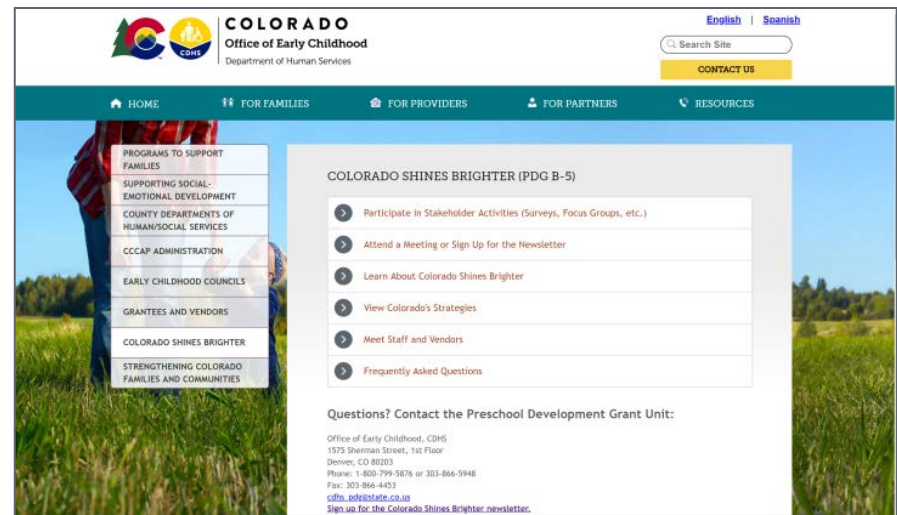 COLORADO
Office of Early Childhood
Department of Human Services
CDHS
English | Spanish
Search Site
CONTACT US
HOME
FOR FAMILIES
FOR PROVIDERS
FOR PARTNERS
RESOURCES
PROGRAMS TO SUPPORT
FAMILIES
SUPPORTING SOCIAL-
EMOTIONAL DEVELOPMENT
COUNTY DEPARTMENTS OF
HUMAN/SOCIAL SERVICES
CCCAP ADMINISTRATION
EARLY CHILDHOOD COUNCILS
GRANTEES AND VENDORS
COLORADO SHINES BRIGHTER
STRENGTHENING COLORADO
FAMILIES AND COMMUNITIES
COLORADO SHINES BRIGHTER (PDG B-5)
Participate in Stakeholder Activities (Surveys, Focus Groups, etc.)
Attend a Meeting or Sign Up for the Newsletter
Learn About Colorado Shines Brighter
View Colorado's Strategies
Meet Staff and Vendors
Frequently Asked Questions
Questions? Contact the Preschool Development Grant Unit:
Office of Early Childhood, CDHS
1575 Sherman Street, 1st Floor
Denver, CO 80203
Phone: 1-800-799-5876 or 303-866-5948
Fax: 303-866-4453
cdhs_pdg@state.co.us
Sign up for the Colorado Shines Brighter newsletter.